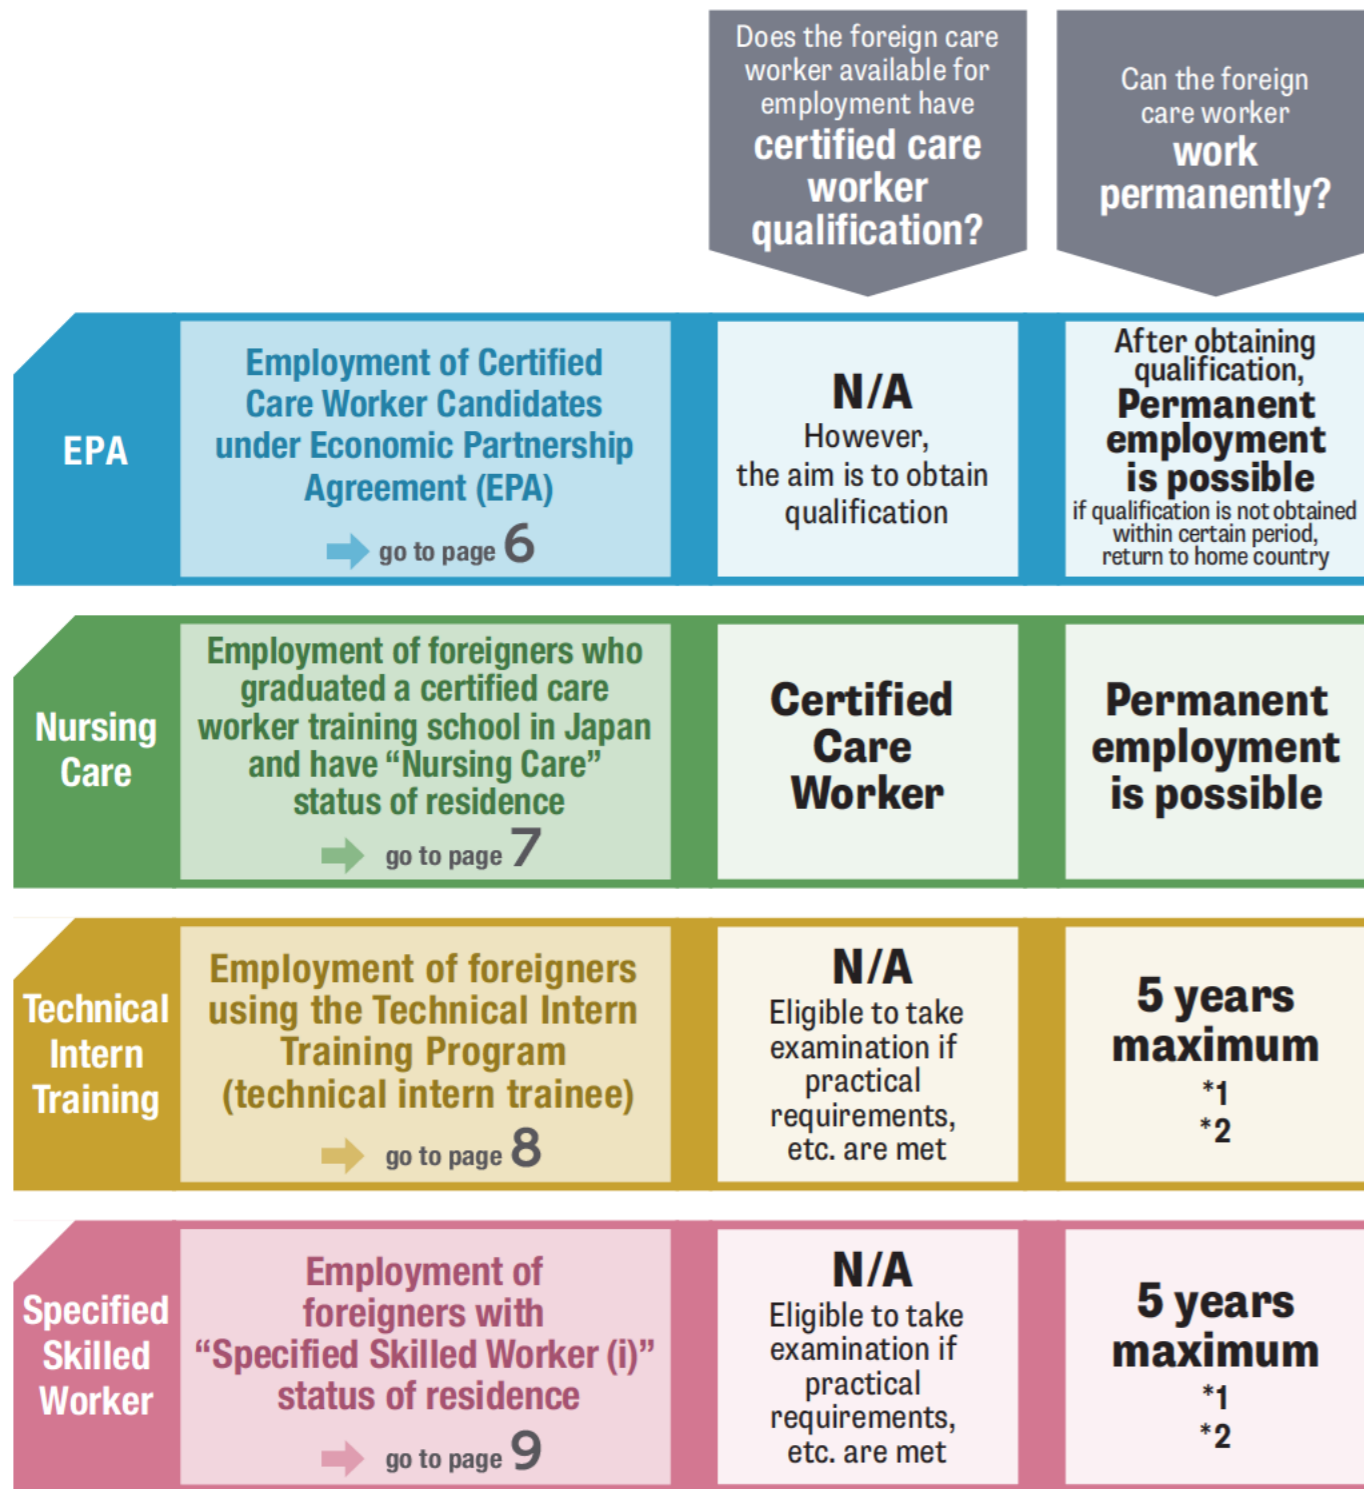 Does the foreign care
worker available for
employment have
certified care
worker
qualification?
Can the foreign
care worker
work
permanently?
EPA
Employment of Certified
Care Worker Candidates
under Economic Partnership
Agreement (EPA)
go to page 6
N/A
However,
the aim is to obtain
qualification
After obtaining
qualification,
Permanent
employment
is possible
if qualification is not obtained
within certain period,
return to home country
Nursing
Care
Employment of foreigners who
graduated a certified care
worker training school in Japan
and have “Nursing Care”
status of residence
go to page 7
Certified
Care
Worker
Permanent
employment
is possible
Technical
Intern
Training
Employment of foreigners
using the Technical Intern
Training Program
(technical intern trainee)
go to page 8
N/A
Eligible to take
examination if
practical
requirements,
etc. are met
5 years
maximum
*1
*2
Specified
Skilled
Worker
Employment of
foreigners with
“Specified Skilled Worker (i)”
status of residence
go to page 9
N/A
Eligible to take
examination if
practical
requirements,
etc. are met
5 years
maximum
*1
*2